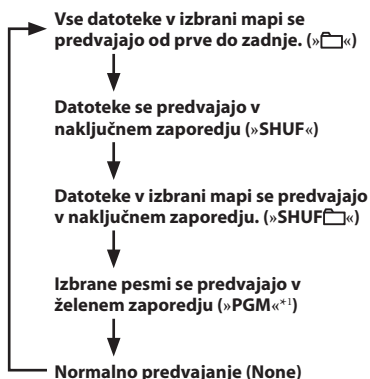 Vse datoteke v izbrani mapi se
predvajajo od prve do zadnje. (»🗀«)
Datoteke se predvajajo v
naključnem zaporedju (»SHUF«)
Datoteke v izbrani mapi se predvajajo
v naključnem zaporedju. (»SHUF🗀«)
Izbrane pesmi se predvajajo v
želenem zaporedju (»PGM«*¹)
Normalno predvajanje (None)